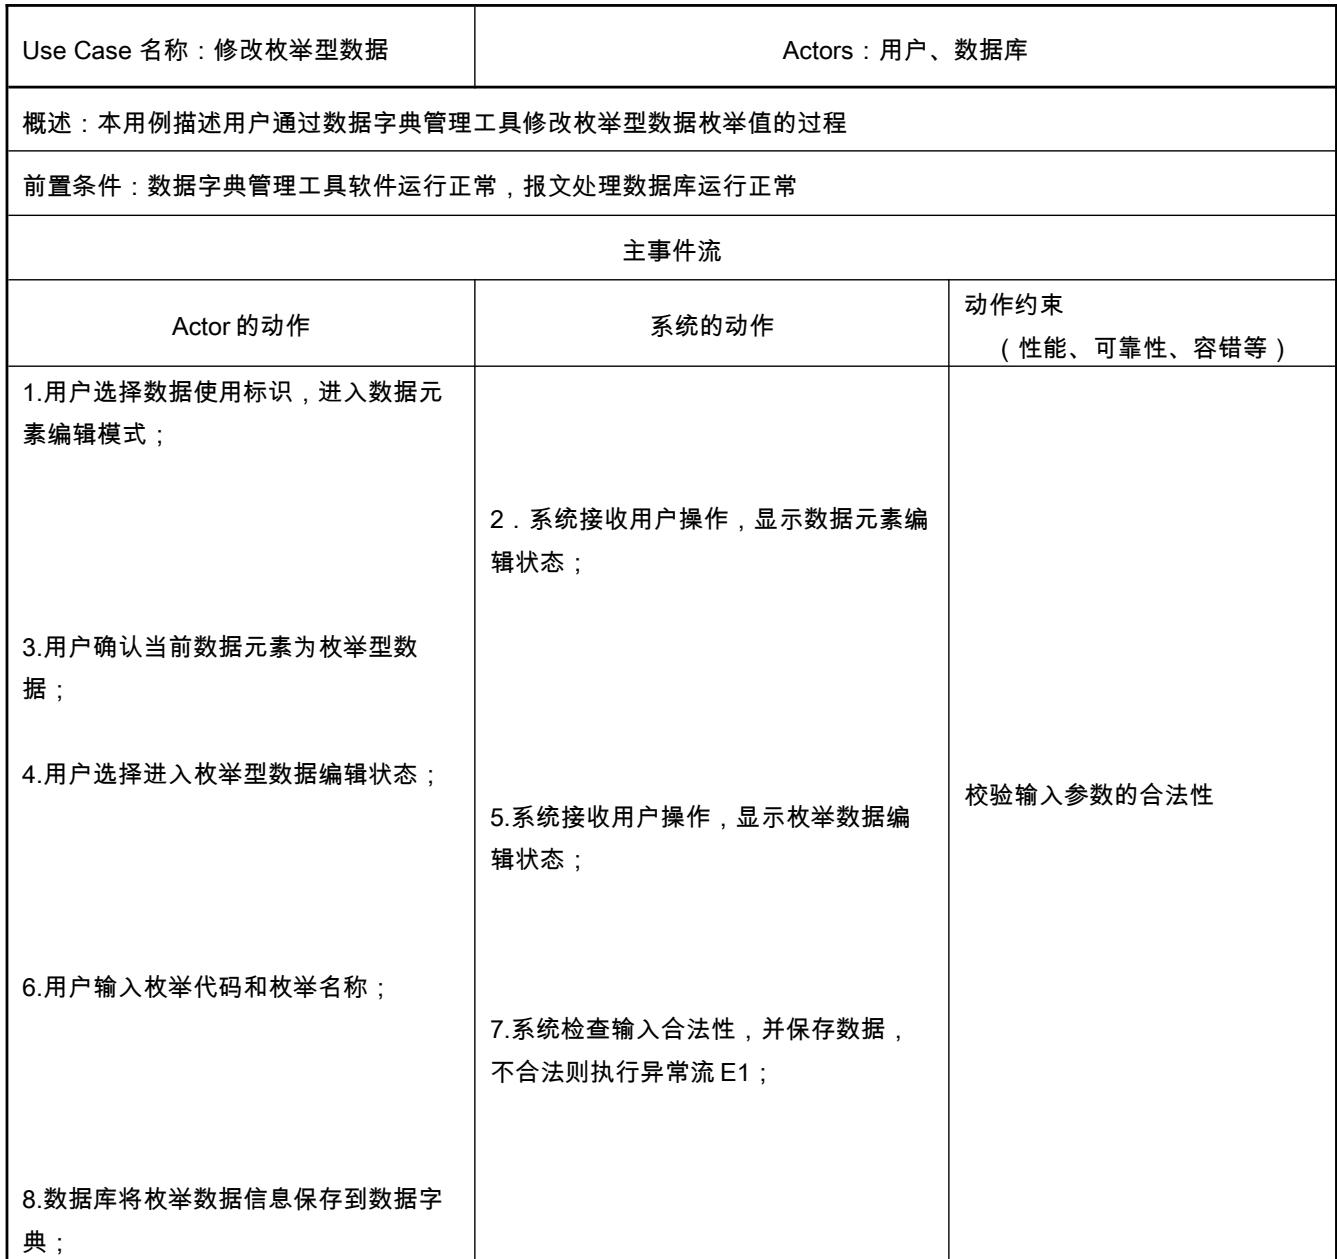 Use Case 名称：修改枚举型数据
Actors：用户、数据库
概述：本用例描述用户通过数据字典管理工具修改枚举型数据枚举值的过程
前置条件：数据字典管理工具软件运行正常，报文处理数据库运行正常
主事件流
Actor 的动作
系统的动作
动作约束
（性能、可靠性、容错等）
1.用户选择数据使用标识，进入数据元
素编辑模式；
2．系统接收用户操作，显示数据元素编
辑状态；
3.用户确认当前数据元素为枚举型数
据；
4.用户选择进入枚举型数据编辑状态；
5.系统接收用户操作，显示枚举数据编
辑状态；
校验输入参数的合法性
6.用户输入枚举代码和枚举名称；
7.系统检查输入合法性，并保存数据，
不合法则执行异常流 E1；
8.数据库将枚举数据信息保存到数据字
典；